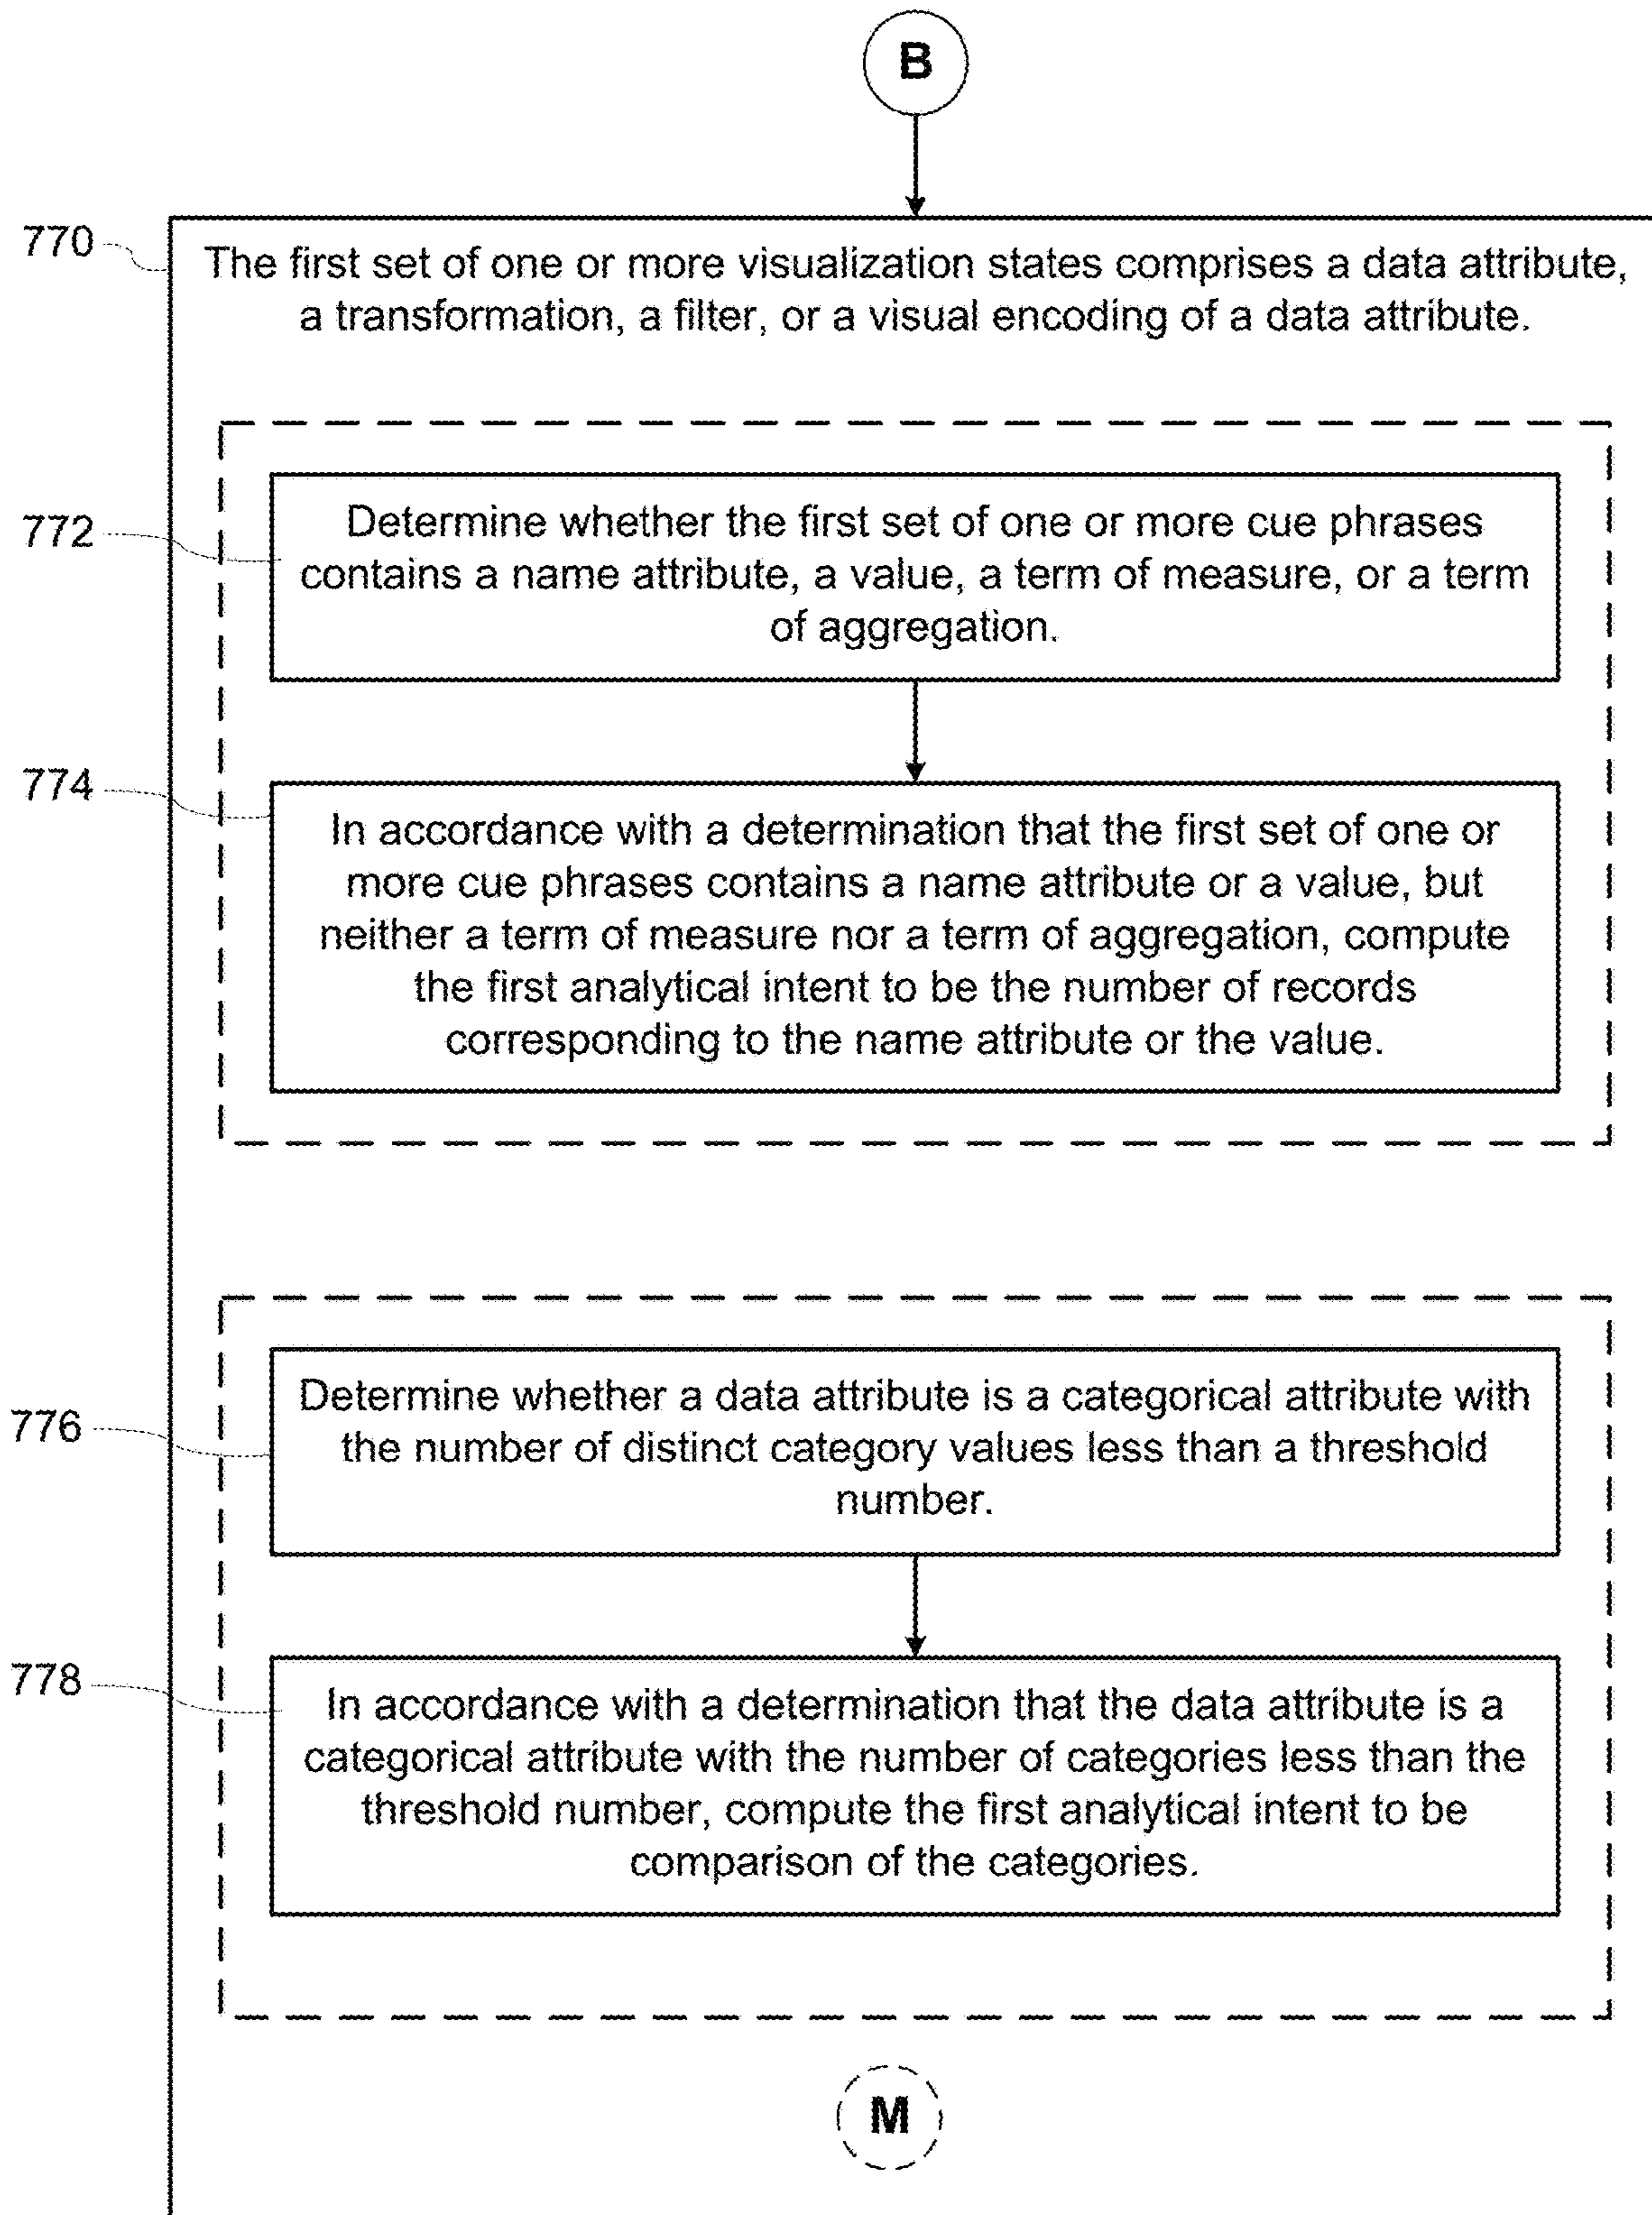 B
770
The first set of one or more visualization states comprises a data attribute,
a transformation, a filter, or a visual encoding of a data attribute.
772
Determine whether the first set of one or more cue phrases
contains a name attribute, a value, a term of measure, or a term
of aggregation.
774
In accordance with a determination that the first set of one or
more cue phrases contains a name attribute or a value, but
neither a term of measure nor a term of aggregation, compute
the first analytical intent to be the number of records
corresponding to the name attribute or the value.
776
Determine whether a data attribute is a categorical attribute with
the number of distinct category values less than a threshold
number.
778
In accordance with a determination that the data attribute is a
categorical attribute with the number of categories less than the
threshold number, compute the first analytical intent to be
comparison of the categories.
M